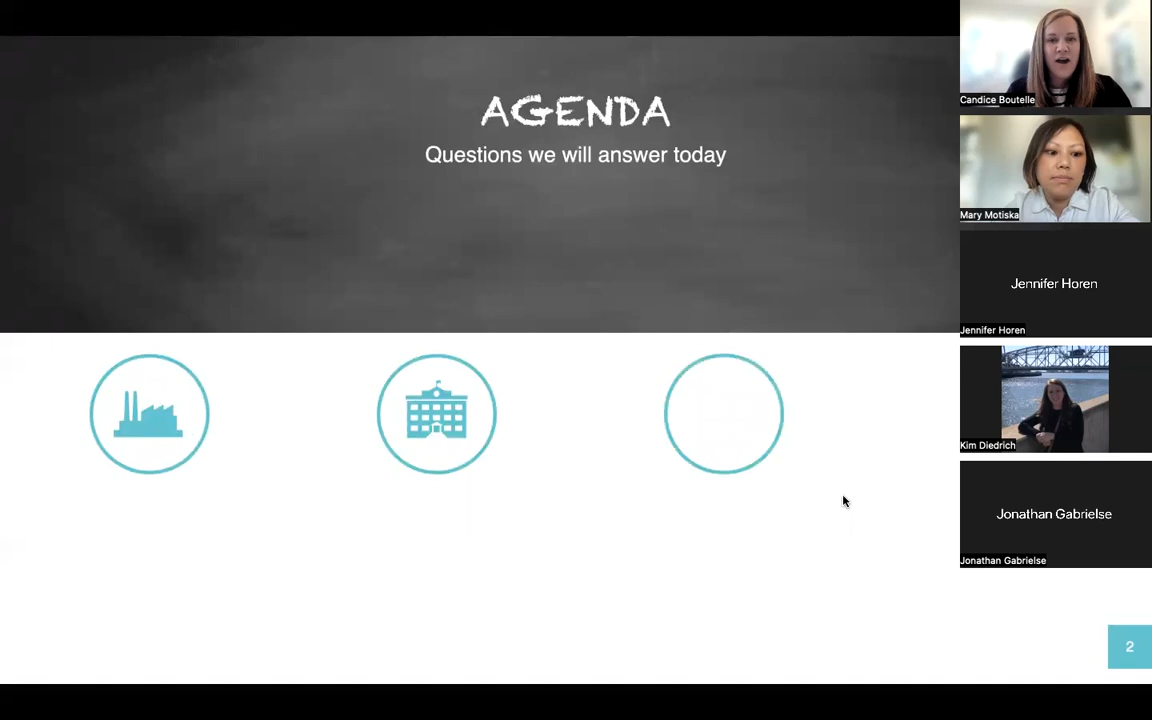 AGENDA
Questions we will answer today
Candice Boutelle
Mary Motiska
Jennifer Horen
Jennifer Horen
Kim Diedrich
Jonathan Gabrielse
Jonathan Gabrielse
2